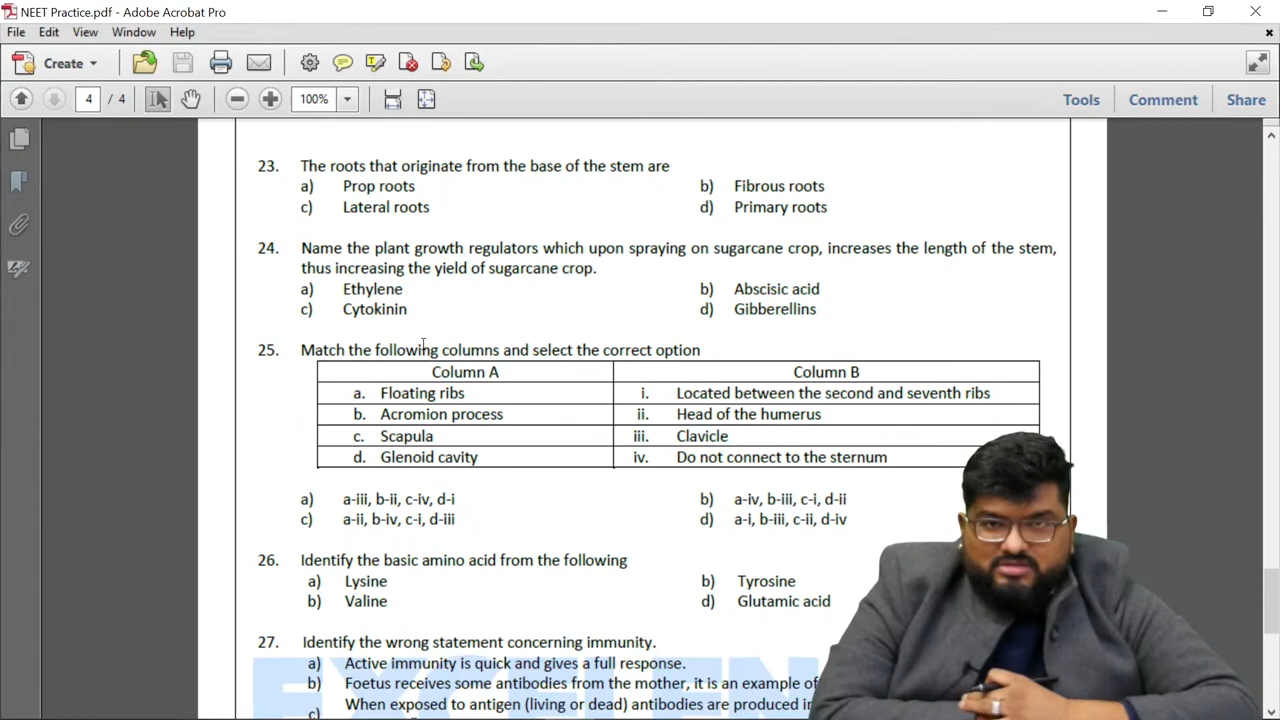 NEET Practice.pdf - Adobe Acrobat Pro
File Edit View Window Help
Create
4 / 4 100% Tools Comment Share
23. The roots that originate from the base of the stem are
a) Prop roots b) Fibrous roots
c) Lateral roots d) Primary roots
24. Name the plant growth regulators which upon spraying on sugarcane crop, increases the length of the stem,
thus increasing the yield of sugarcane crop.
a) Ethylene b) Abscisic acid
c) Cytokinin d) Gibberellins
25. Match the following columns and select the correct option
Column A Column B
a. Floating ribs i. Located between the second and seventh ribs
b. Acromion process ii. Head of the humerus
c. Scapula iii. Clavicle
d. Glenoid cavity iv. Do not connect to the sternum
a) a-iii, b-ii, c-iv, d-i b) a-iv, b-iii, c-i, d-ii
c) a-ii, b-iv, c-i, d-iii d) a-i, b-iii, c-ii, d-iv
26. Identify the basic amino acid from the following
a) Lysine b) Tyrosine
b) Valine d) Glutamic acid
27. Identify the wrong statement concerning immunity.
a) Active immunity is quick and gives a full response.
b) Foetus receives some antibodies from the mother, it is an example of
When exposed to antigen (living or dead) antibodies are produced in
c)